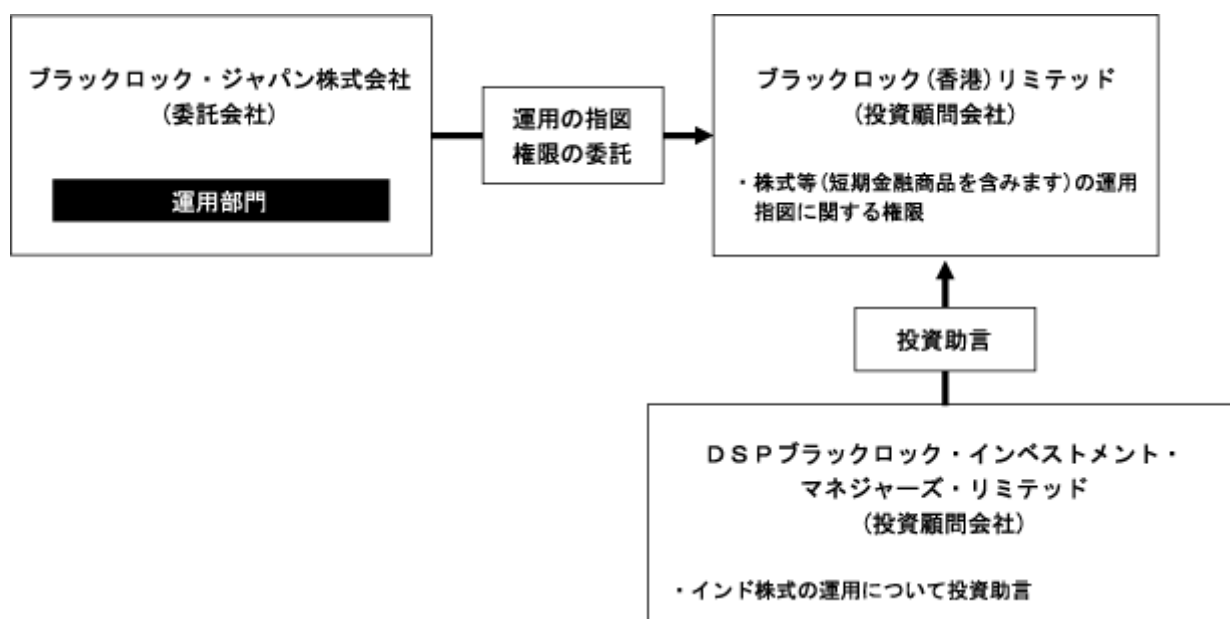 ブラックロック・ジャパン株式会社
(委託会社)
運用部門
運用の指図
権限の委託
ブラックロック(香港)リミテッド
(投資顧問会社)
・株式等(短期金融商品を含みます)の運用
指図に関する権限
投資助言
DSPブラックロック・インベストメント・
マネジャーズ・リミテッド
(投資顧問会社)
・インド株式の運用について投資助言